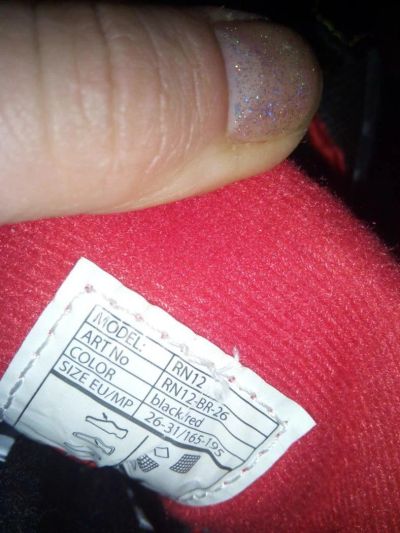 MODEL: RN12
ART No RN12-BR-26
COLOR black/red
SIZE EU/MP 26-31/165-195